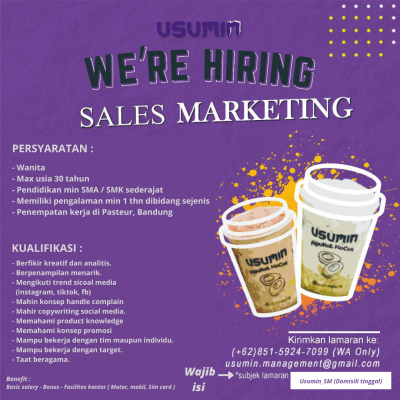 USUMIN
WE'RE HIRING
SALES MARKETING
PERSYARATAN :
- Wanita
- Max usia 30 tahun
- Pendidikan min SMA / SMK sederajat
- Memiliki pengalaman min 1 thn dibidang sejenis
- Penempatan kerja di Pasteur, Bandung
KUALIFIKASI :
- Berfikir kreatif dan analitis.
- Berpenampilan menarik.
- Mengikuti trend sicoal media
(instagram, tiktok, fb)
- Mahin konsep handle complain
- Mahir copywriting social media.
- Memahami product knowledge
- Memahami konsep promosi
- Mampu bekerja dengan tim maupun individu.
- Mampu bekerja dengan target.
- Taat beragama.
Benefit :
Basic salary - Bonus - Fasilitas kantor ( Motor, mobil, Sim card )
USUMIN
NguMat MaCan
USUMIN
NguMat MaCan
Kirimkan lamaran ke:
(+62)851-5924-7099 (WA Only)
usumin.management@gmail.com
Wajib isi
*subjek lamaran
Usumin_SM (Domisili tinggal)